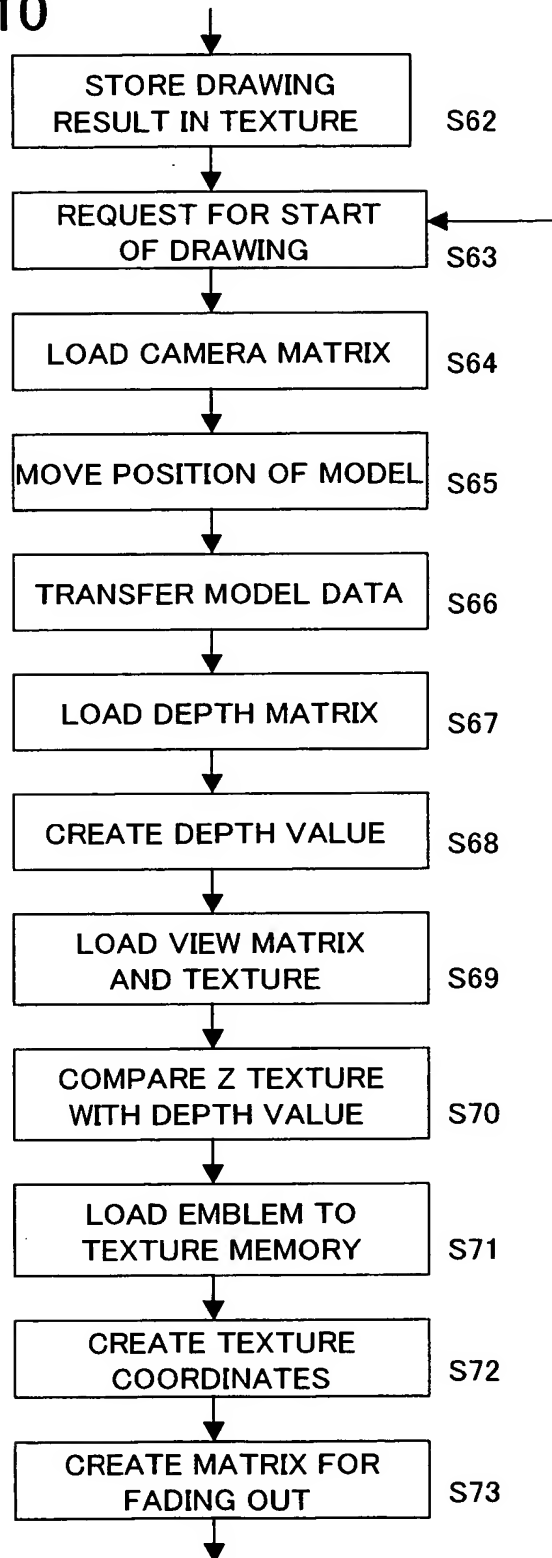 10
STORE DRAWING
RESULT IN TEXTURE
S62
REQUEST FOR START
OF DRAWING
S63
LOAD CAMERA MATRIX
S64
MOVE POSITION OF MODEL
S65
TRANSFER MODEL DATA
S66
LOAD DEPTH MATRIX
S67
CREATE DEPTH VALUE
S68
LOAD VIEW MATRIX
AND TEXTURE
S69
COMPARE Z TEXTURE
WITH DEPTH VALUE
S70
LOAD EMBLEM TO
TEXTURE MEMORY
S71
CREATE TEXTURE
COORDINATES
S72
CREATE MATRIX FOR
FADING OUT
S73